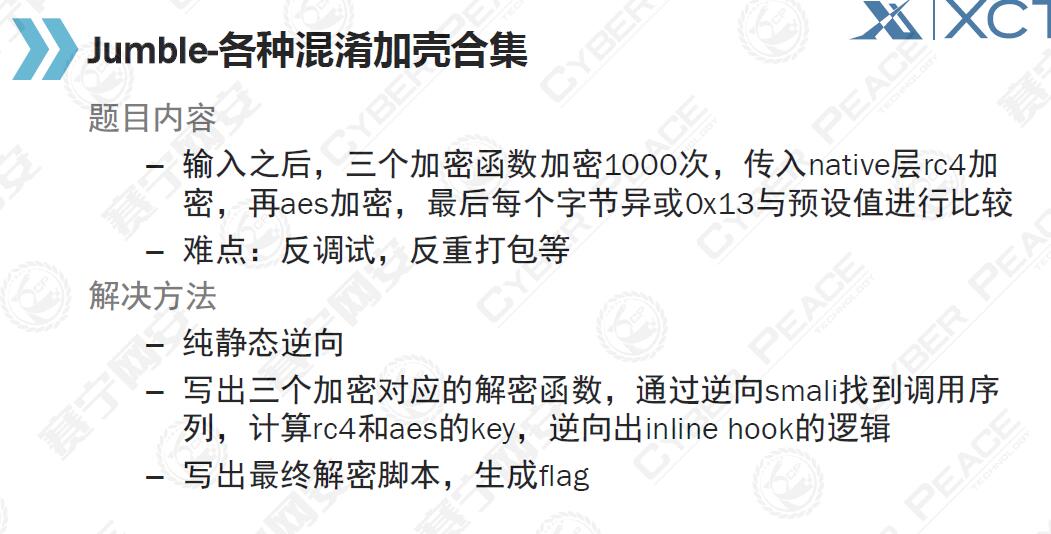 Jumble-各种混淆加壳合集
XCT
题目内容
– 输入之后，三个加密函数加密1000次，传入native层rc4加
密，再aes加密，最后每个字节异或0x13与预设值进行比较
– 难点：反调试，反重打包等
解决方法
– 纯静态逆向
– 写出三个加密对应的解密函数，通过逆向smali找到调用序
列，计算rc4和aes的key，逆向出inline hook的逻辑
– 写出最终解密脚本，生成flag
赛宁网安
CYBER PEACE
TECHNOLOGY